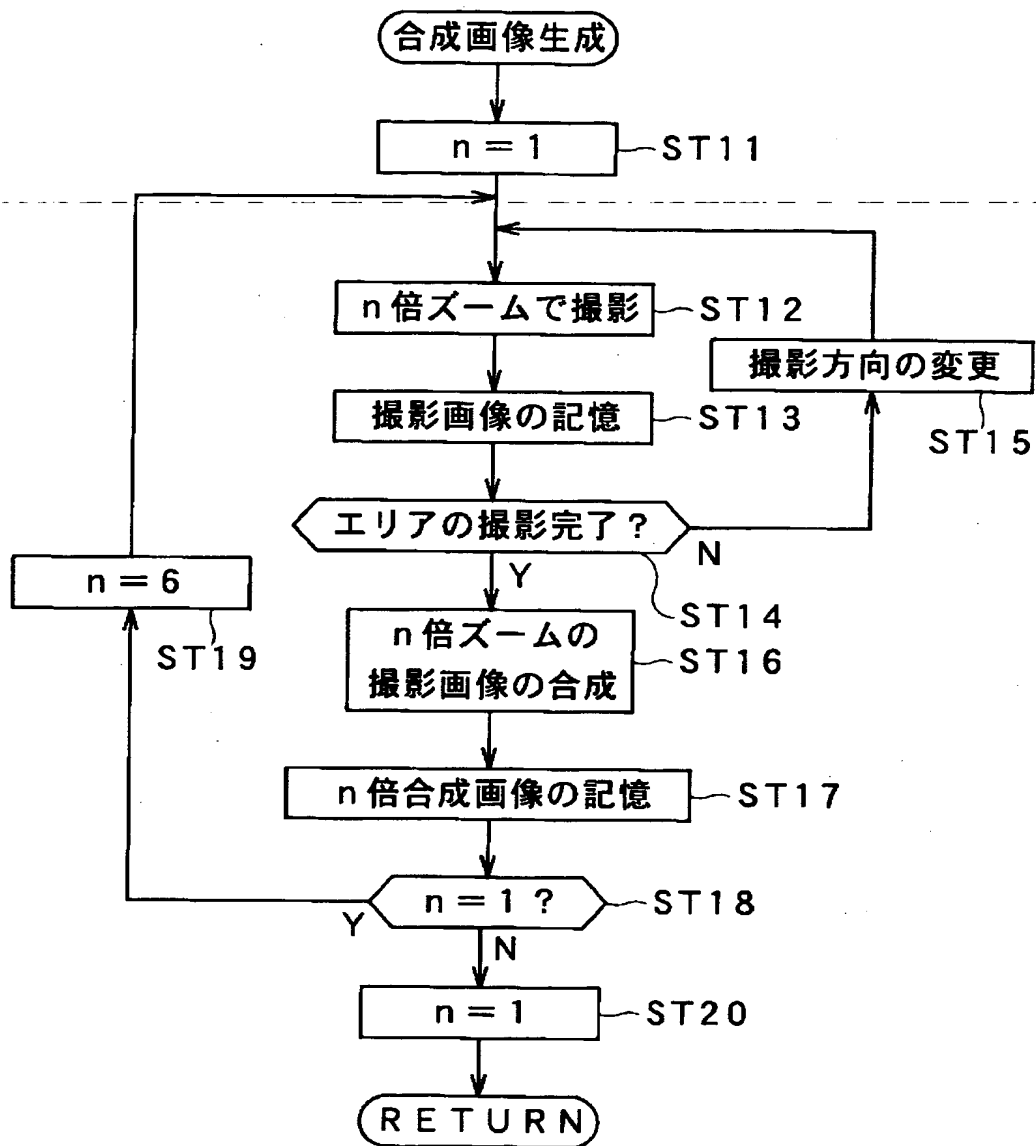 合成画像生成
n=1
ST11
n倍ズームで撮影
ST12
撮影方向の変更
ST15
撮影画像の記憶
ST13
エリアの撮影完了?
N
Y
ST14
n=6
ST19
n倍ズームの
撮影画像の合成
ST16
n倍合成画像の記憶
ST17
n=1?
ST18
Y
N
n=1
ST20
RETURN